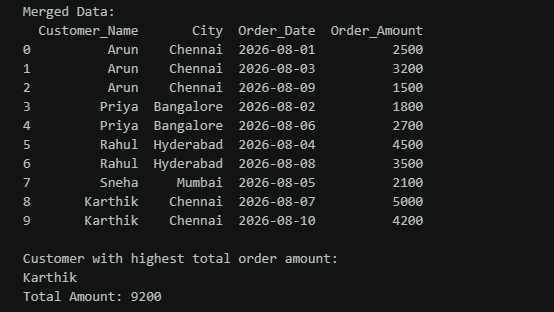 Merged Data:
Customer_Name City Order_Date Order_Amount
0 Arun Chennai 2026-08-01 2500
1 Arun Chennai 2026-08-03 3200
2 Arun Chennai 2026-08-09 1500
3 Priya Bangalore 2026-08-02 1800
4 Priya Bangalore 2026-08-06 2700
5 Rahul Hyderabad 2026-08-04 4500
6 Rahul Hyderabad 2026-08-08 3500
7 Sneha Mumbai 2026-08-05 2100
8 Karthik Chennai 2026-08-07 5000
9 Karthik Chennai 2026-08-10 4200
Customer with highest total order amount:
Karthik
Total Amount: 9200